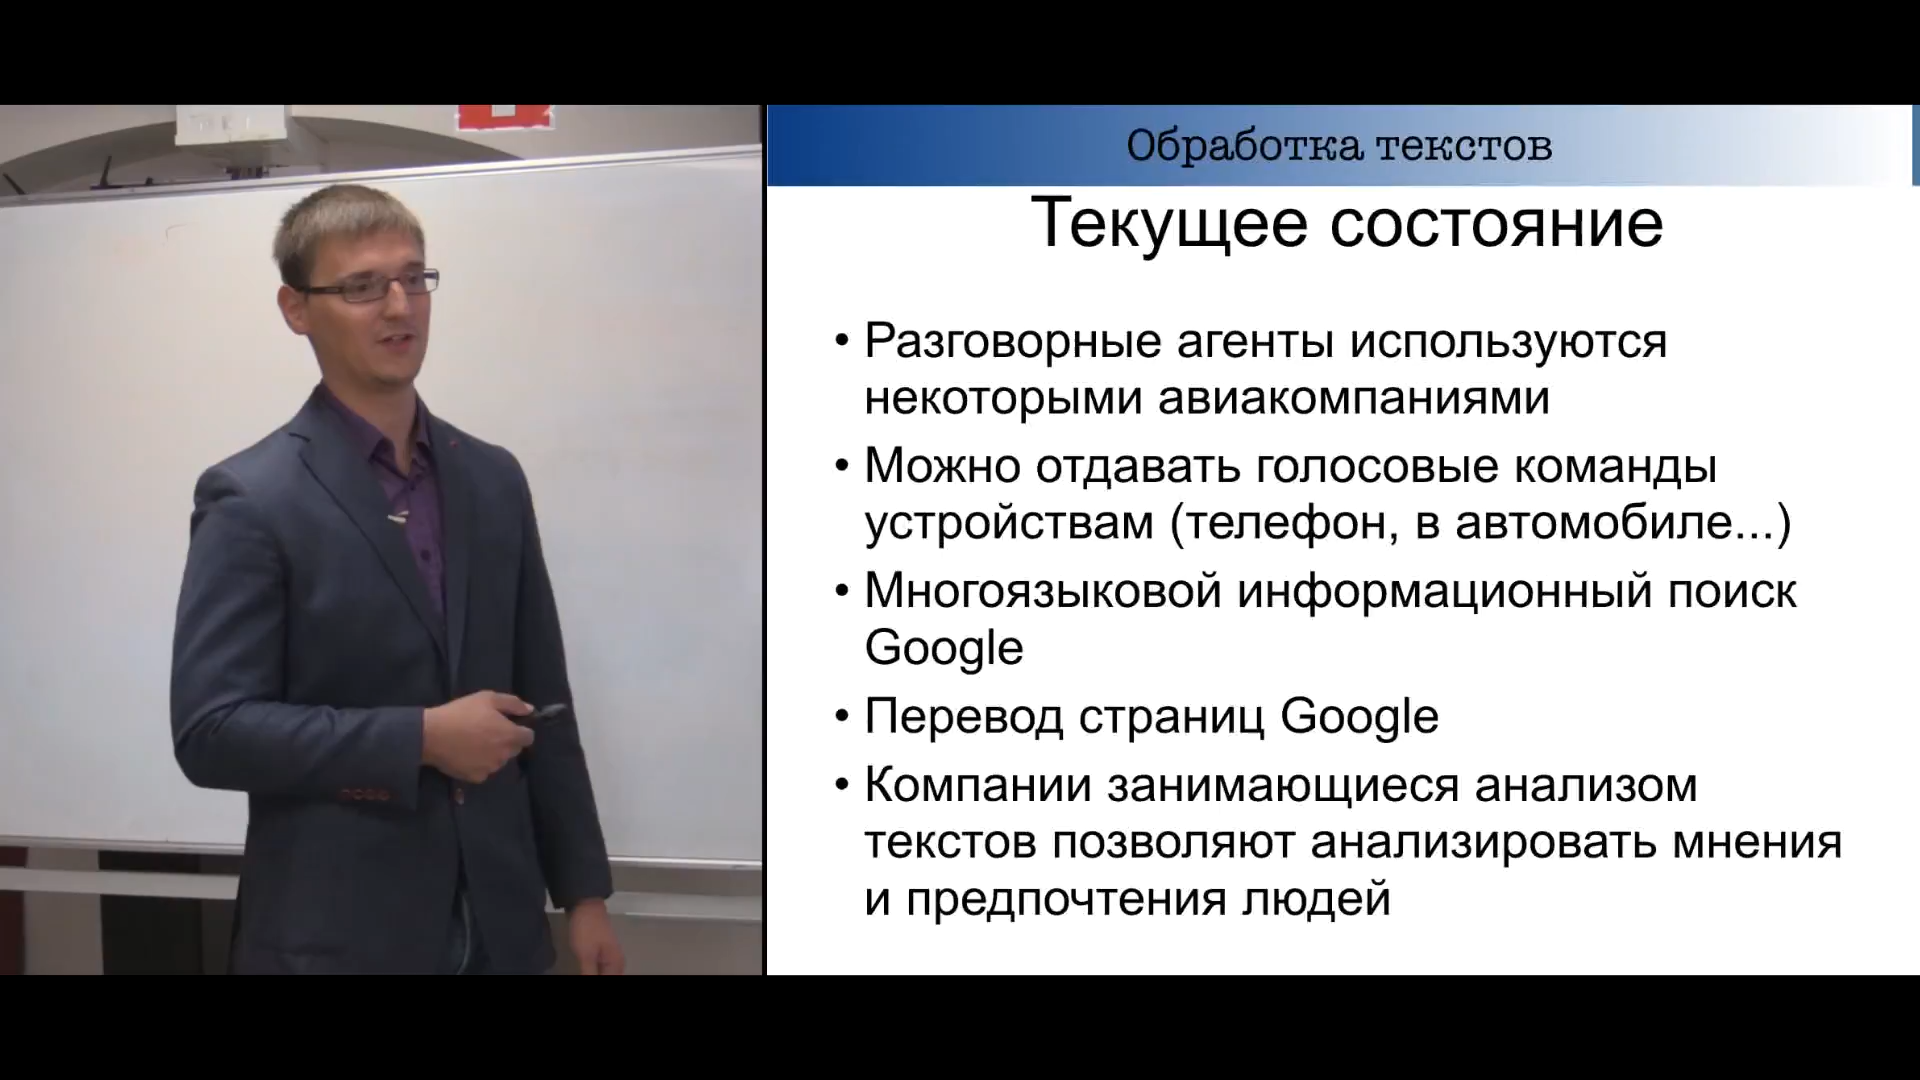 Обработка текстов
Текущее состояние
• Разговорные агенты используются
некоторыми авиакомпаниями
• Можно отдавать голосовые команды
устройствам (телефон, в автомобиле...)
• Многоязыковой информационный поиск
Google
• Перевод страниц Google
• Компании занимающиеся анализом
текстов позволяют анализировать мнения
и предпочтения людей